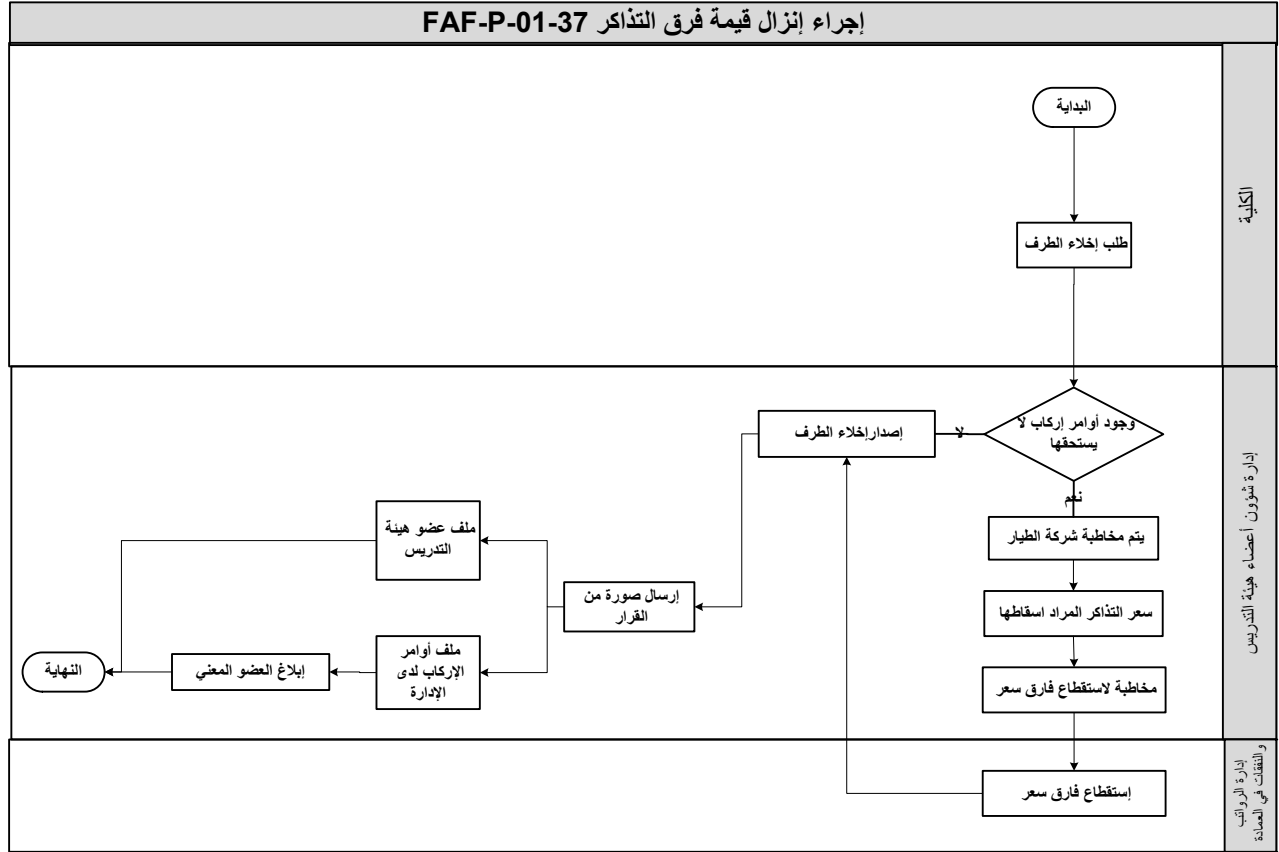 إجراء إنزال قيمة فرق التذاكر FAF-P-01-37
الكلية
البداية
طلب إخلاء الطرف
إدارة شؤون أعضاء هيئة التدريس
وجود أوامر إركاب لا
يستحقها
لا
نعم
إصدارإخلاء الطرف
يتم مخاطبة شركة الطيار
سعر التذاكر المراد اسقاطها
مخاطبة لاستقطاع فارق سعر
إرسال صورة من
القرار
ملف عضو هيئة
التدريس
ملف أوامر
الإركاب لدى
الإدارة
إبلاغ العضو المعني
النهاية
إدارة الرواتب
والنفقات في العمادة
إستقطاع فارق سعر